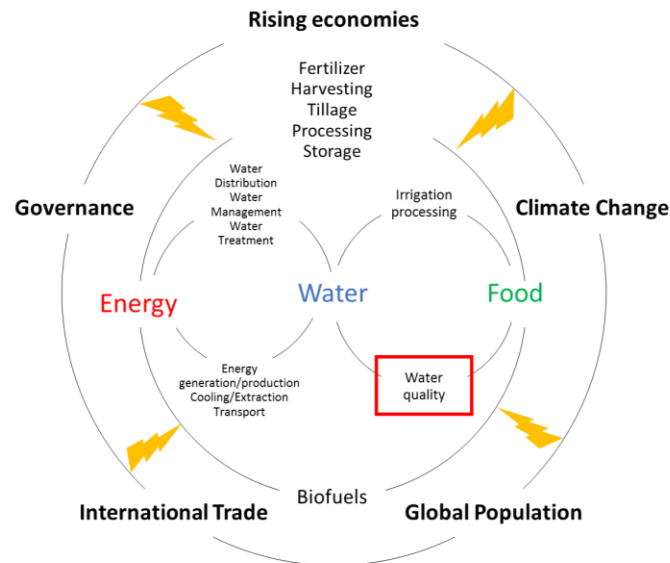 Rising economies
Fertilizer
Harvesting
Tillage
Processing
Storage
Water
Distribution
Water
Management
Water
Treatment
Irrigation
processing
Governance
Climate Change
Energy
Water
Food
Energy
generation/production
Cooling/Extraction
Transport
Water
quality
Biofuels
International Trade
Global Population